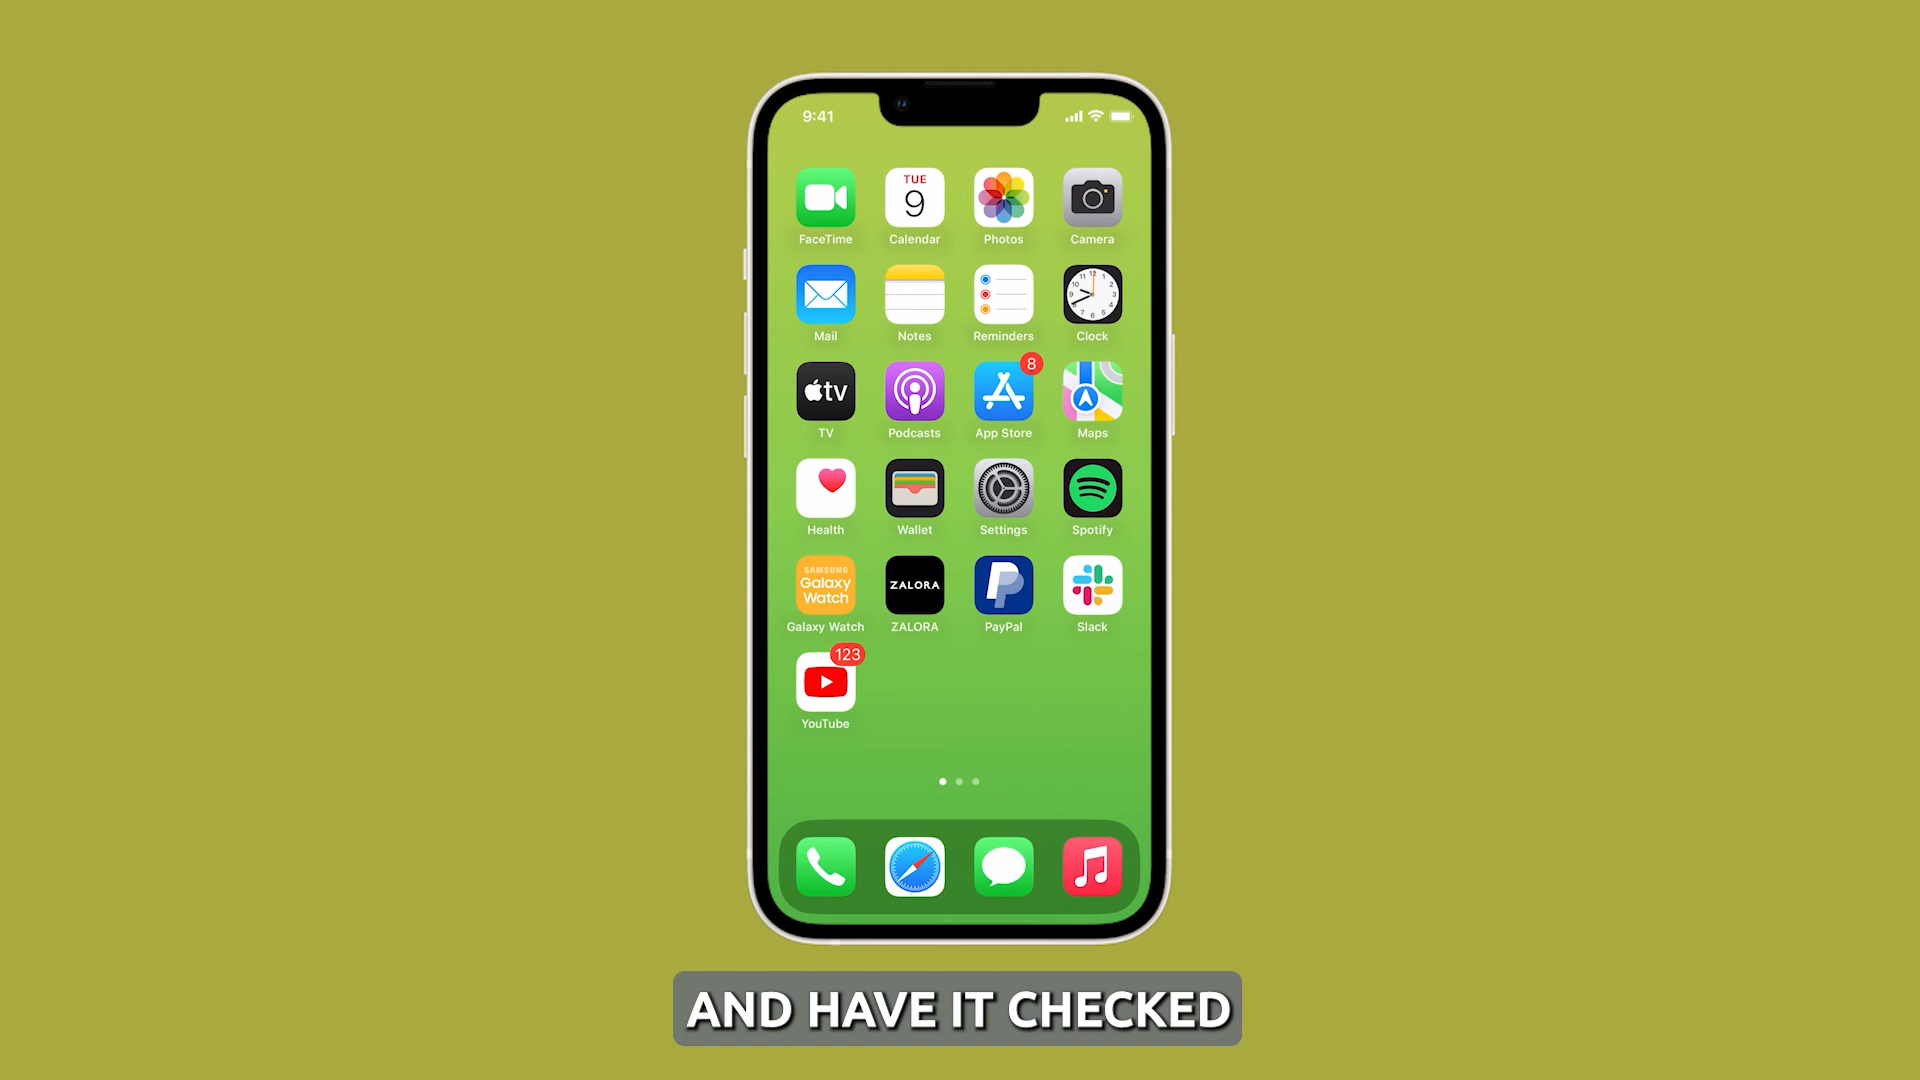 9:41
TUE
9
FaceTime
Calendar
Photos
Camera
Mail
Notes
Reminders
Clock
tv
8
TV
Podcasts
App Store
Maps
Health
Wallet
Settings
Spotify
SAMSUNG
Galaxy
Watch
ZALORA
Galaxy Watch
ZALORA
PayPal
Slack
123
YouTube
AND HAVE IT CHECKED